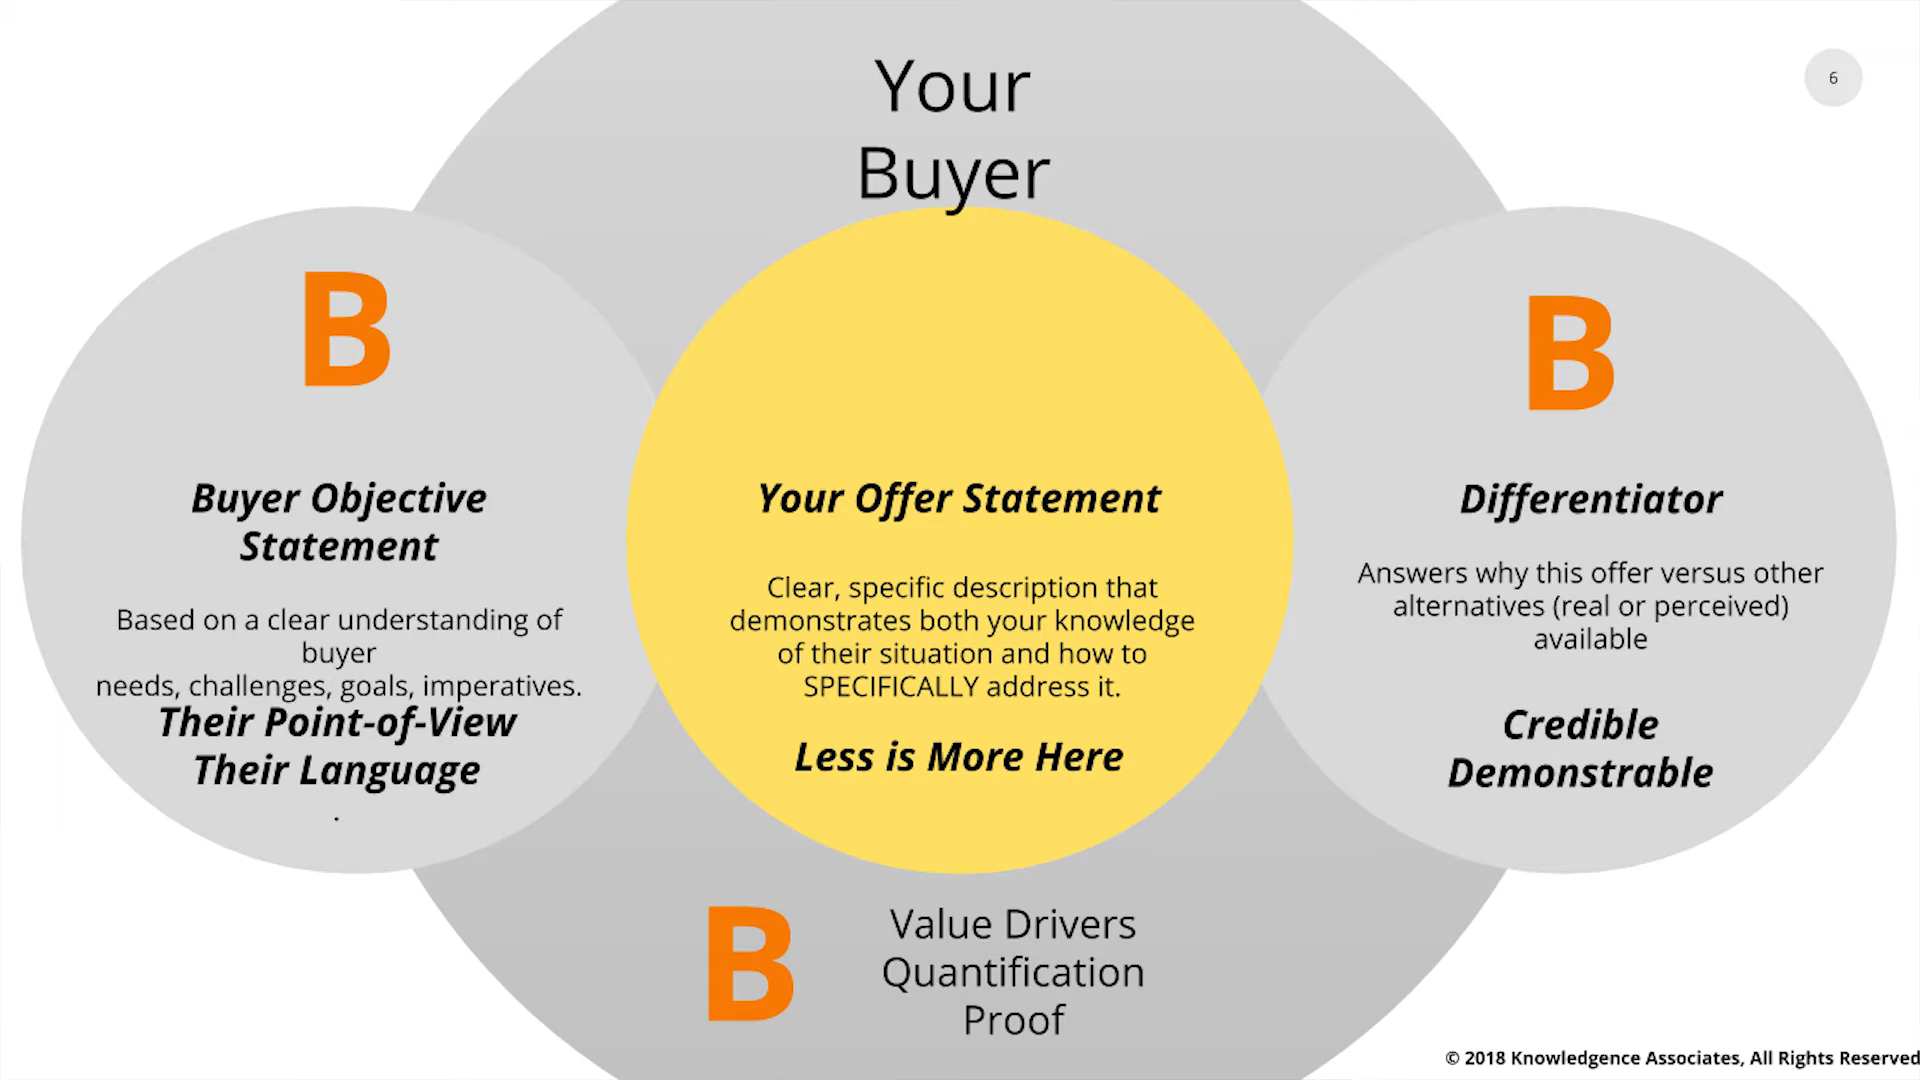 Your
Buyer
6
B
Buyer Objective
Statement
Based on a clear understanding of
buyer
needs, challenges, goals, imperatives.
Their Point-of-View
Their Language
.
Your Offer Statement
Clear, specific description that
demonstrates both your knowledge
of their situation and how to
SPECIFICALLY address it.
Less is More Here
B
Differentiator
Answers why this offer versus other
alternatives (real or perceived)
available
Credible
Demonstrable
B
Value Drivers
Quantification
Proof
© 2018 Knowledgence Associates, All Rights Reserved